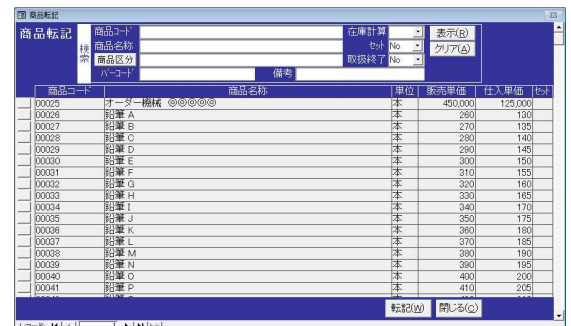 商品転記
商品転記 検索 商品コード 在庫計算 表示(R)
商品名称 セット No クリア(A)
商品区分 取扱終了 No
バーコード 備考
商品コード 商品名称 単位 販売単価 仕入単価 セット
00025 オーダー機械 ◎◎◎◎◎ 本 450,000 125,000
00026 鉛筆 A 本 260 130
00027 鉛筆 B 本 270 135
00028 鉛筆 C 本 280 140
00029 鉛筆 D 本 290 145
00030 鉛筆 E 本 300 150
00031 鉛筆 F 本 310 155
00032 鉛筆 G 本 320 160
00033 鉛筆 H 本 330 165
00034 鉛筆 I 本 340 170
00035 鉛筆 J 本 350 175
00036 鉛筆 K 本 360 180
00037 鉛筆 L 本 370 185
00038 鉛筆 M 本 380 190
00039 鉛筆 N 本 390 195
00040 鉛筆 O 本 400 200
00041 鉛筆 P 本 410 205
転記(W) 閉じる(C)